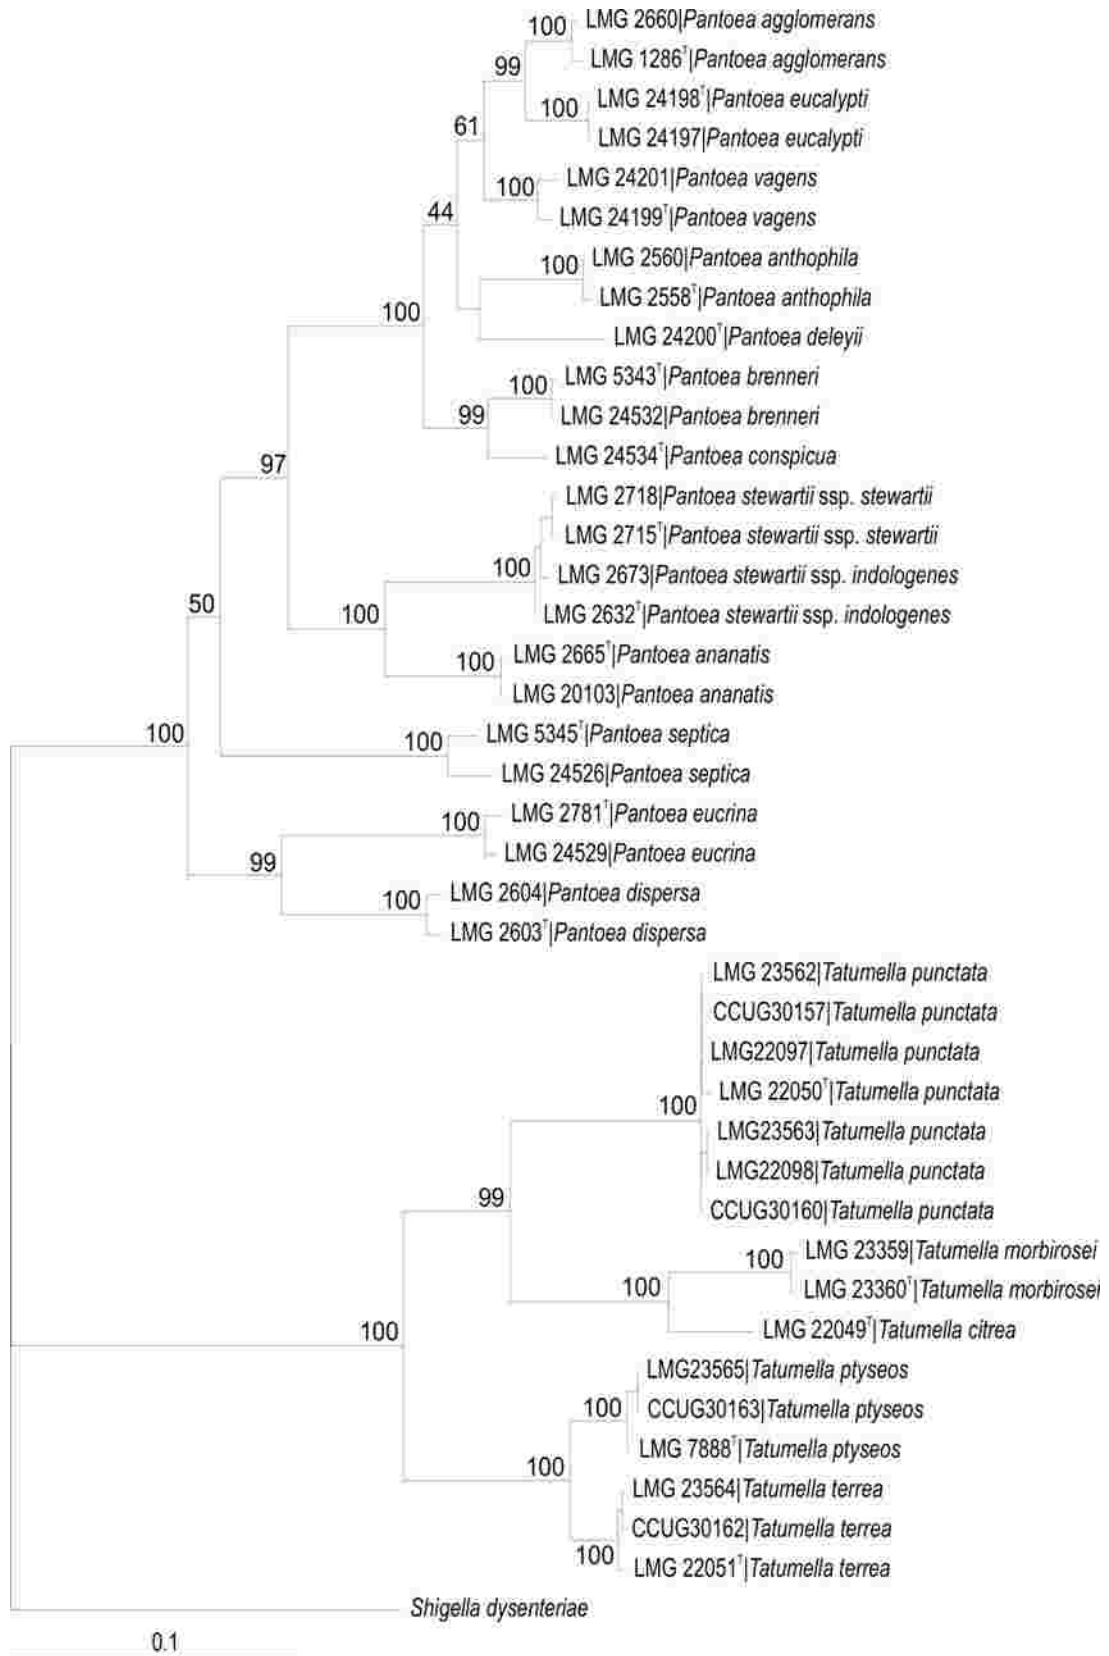 100 LMG 2660|Pantoea agglomerans
LMG 1286ᵀ|Pantoea agglomerans
99
LMG 24198ᵀ|Pantoea eucalypti
100
LMG 24197|Pantoea eucalypti
61
LMG 24201|Pantoea vagens
100
LMG 24199ᵀ|Pantoea vagens
44
LMG 2560|Pantoea anthophila
100
LMG 2558ᵀ|Pantoea anthophila
100
LMG 24200ᵀ|Pantoea deleyii
LMG 5343ᵀ|Pantoea brenneri
100
LMG 24532|Pantoea brenneri
99
LMG 24534ᵀ|Pantoea conspicua
97
LMG 2718|Pantoea stewartii ssp. stewartii
LMG 2715ᵀ|Pantoea stewartii ssp. stewartii
100
LMG 2673|Pantoea stewartii ssp. indologenes
50
100
LMG 2632ᵀ|Pantoea stewartii ssp. indologenes
LMG 2665ᵀ|Pantoea ananatis
100
LMG 20103|Pantoea ananatis
100
LMG 5345ᵀ|Pantoea septica
100
LMG 24526|Pantoea septica
LMG 2781ᵀ|Pantoea eucrina
100
LMG 24529|Pantoea eucrina
99
LMG 2604|Pantoea dispersa
100
LMG 2603ᵀ|Pantoea dispersa
LMG 23562|Tatumella punctata
CCUG30157|Tatumella punctata
LMG22097|Tatumella punctata
LMG 22050ᵀ|Tatumella punctata
100
LMG23563|Tatumella punctata
LMG22098|Tatumella punctata
99
CCUG30160|Tatumella punctata
LMG 23359|Tatumella morbirosei
100
LMG 23360ᵀ|Tatumella morbirosei
100
LMG 22049ᵀ|Tatumella citrea
100
LMG23565|Tatumella ptyseos
CCUG30163|Tatumella ptyseos
100
LMG 7888ᵀ|Tatumella ptyseos
100
LMG 23564|Tatumella terrea
CCUG30162|Tatumella terrea
100
LMG 22051ᵀ|Tatumella terrea
Shigella dysenteriae
0.1